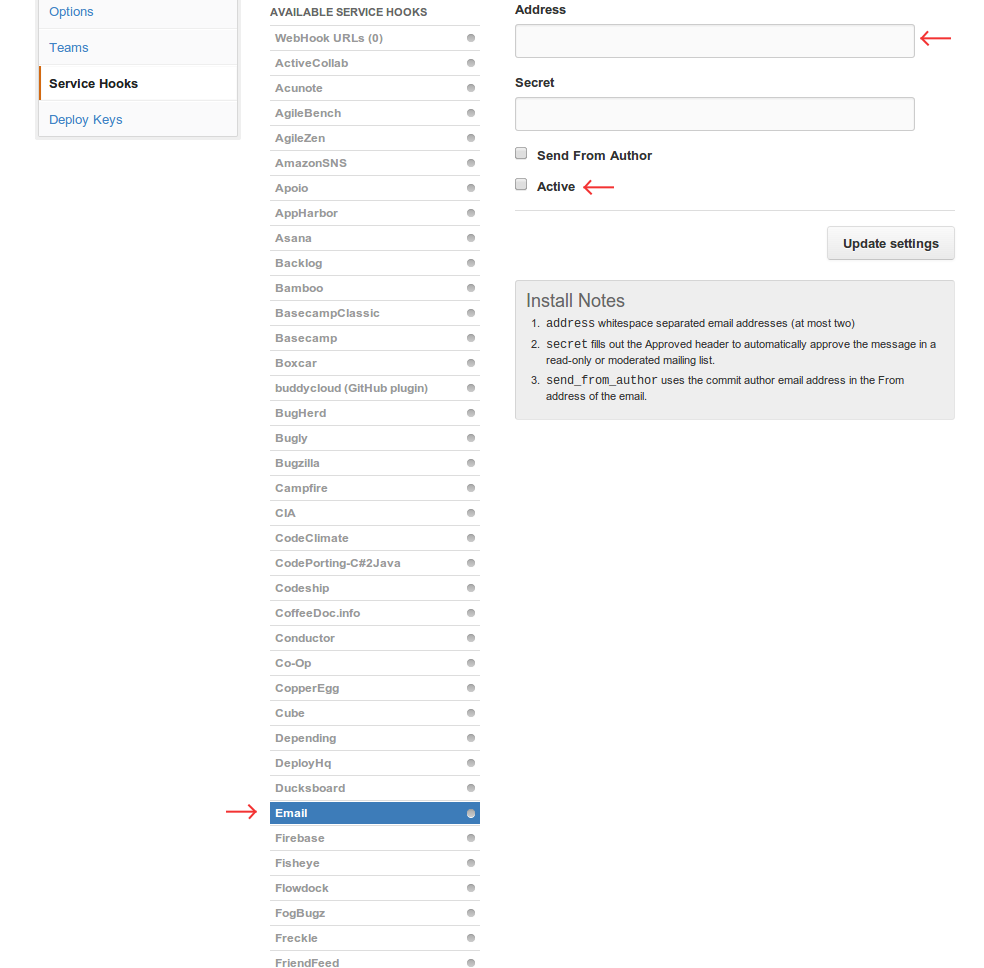 Options
Teams
Service Hooks
Deploy Keys
AVAILABLE SERVICE HOOKS
WebHook URLs (0)
ActiveCollab
Acunote
AgileBench
AgileZen
AmazonSNS
Apoio
AppHarbor
Asana
Backlog
Bamboo
BasecampClassic
Basecamp
Boxcar
buddycloud (GitHub plugin)
BugHerd
Bugly
Bugzilla
Campfire
CIA
CodeClimate
CodePorting-C#2Java
Codeship
CoffeeDoc.info
Conductor
Co-Op
CopperEgg
Cube
Depending
DeployHq
Ducksboard
Email
Firebase
Fisheye
Flowdock
FogBugz
Freckle
FriendFeed
Address
Secret
Send From Author
Active
Update settings
Install Notes
1. address whitespace separated email addresses (at most two)
2. secret fills out the Approved header to automatically approve the message in a
read-only or moderated mailing list.
3. send_from_author uses the commit author email address in the From
address of the email.